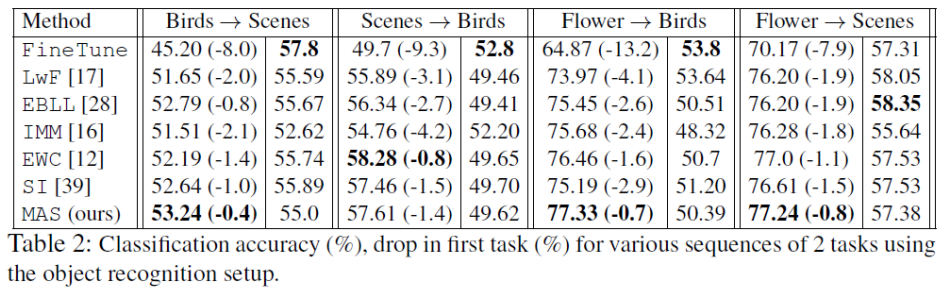 Method Birds → Scenes Scenes → Birds Flower → Birds Flower → Scenes
FineTune 45.20 (-8.0) 57.8 49.7 (-9.3) 52.8 64.87 (-13.2) 53.8 70.17 (-7.9) 57.31
LwF [17] 51.65 (-2.0) 55.59 55.89 (-3.1) 49.46 73.97 (-4.1) 53.64 76.20 (-1.9) 58.05
EBLL [28] 52.79 (-0.8) 55.67 56.34 (-2.7) 49.41 75.45 (-2.6) 50.51 76.20 (-1.9) 58.35
IMM [16] 51.51 (-2.1) 52.62 54.76 (-4.2) 52.20 75.68 (-2.4) 48.32 76.28 (-1.8) 55.64
EWC [12] 52.19 (-1.4) 55.74 58.28 (-0.8) 49.65 76.46 (-1.6) 50.7 77.0 (-1.1) 57.53
SI [39] 52.64 (-1.0) 55.89 57.46 (-1.5) 49.70 75.19 (-2.9) 51.20 76.61 (-1.5) 57.53
MAS (ours) 53.24 (-0.4) 55.0 57.61 (-1.4) 49.62 77.33 (-0.7) 50.39 77.24 (-0.8) 57.38
Table 2: Classification accuracy (%), drop in first task (%) for various sequences of 2 tasks using
the object recognition setup.